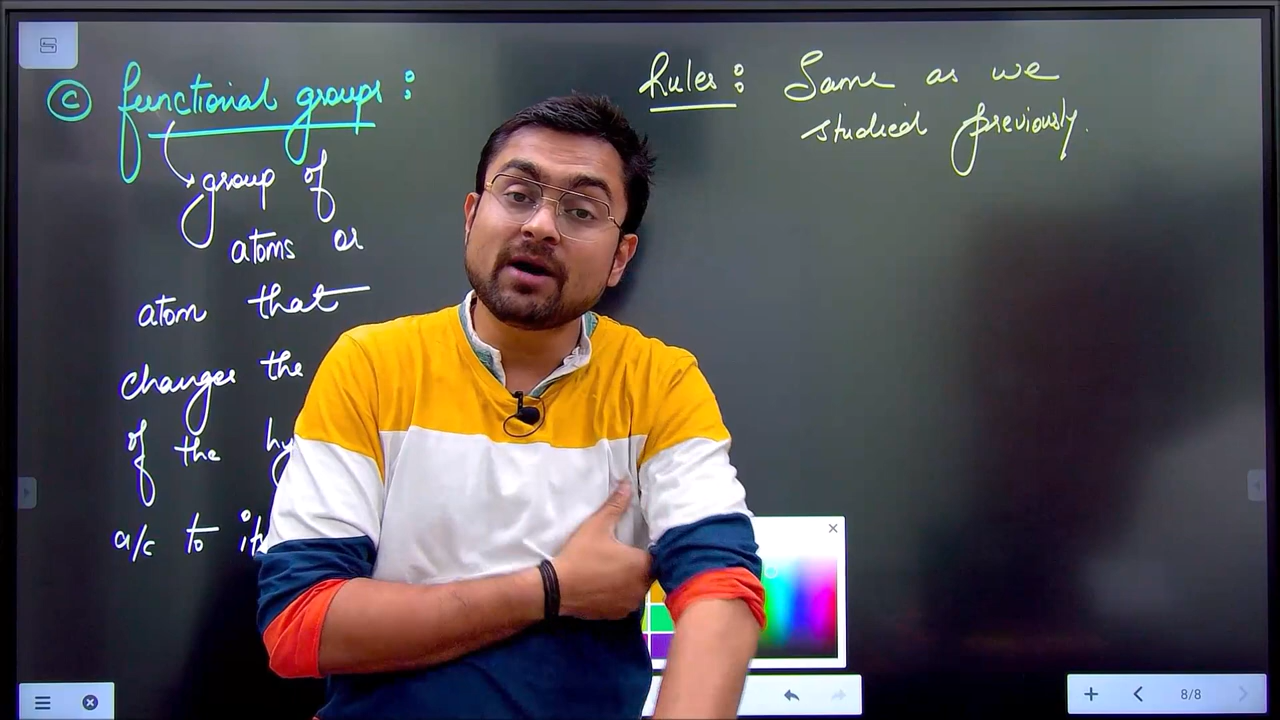 C functional groups :
group of
atoms or
atom that
changes the
of the
a/c to
Rules : Same as we
studied previously.
8/8